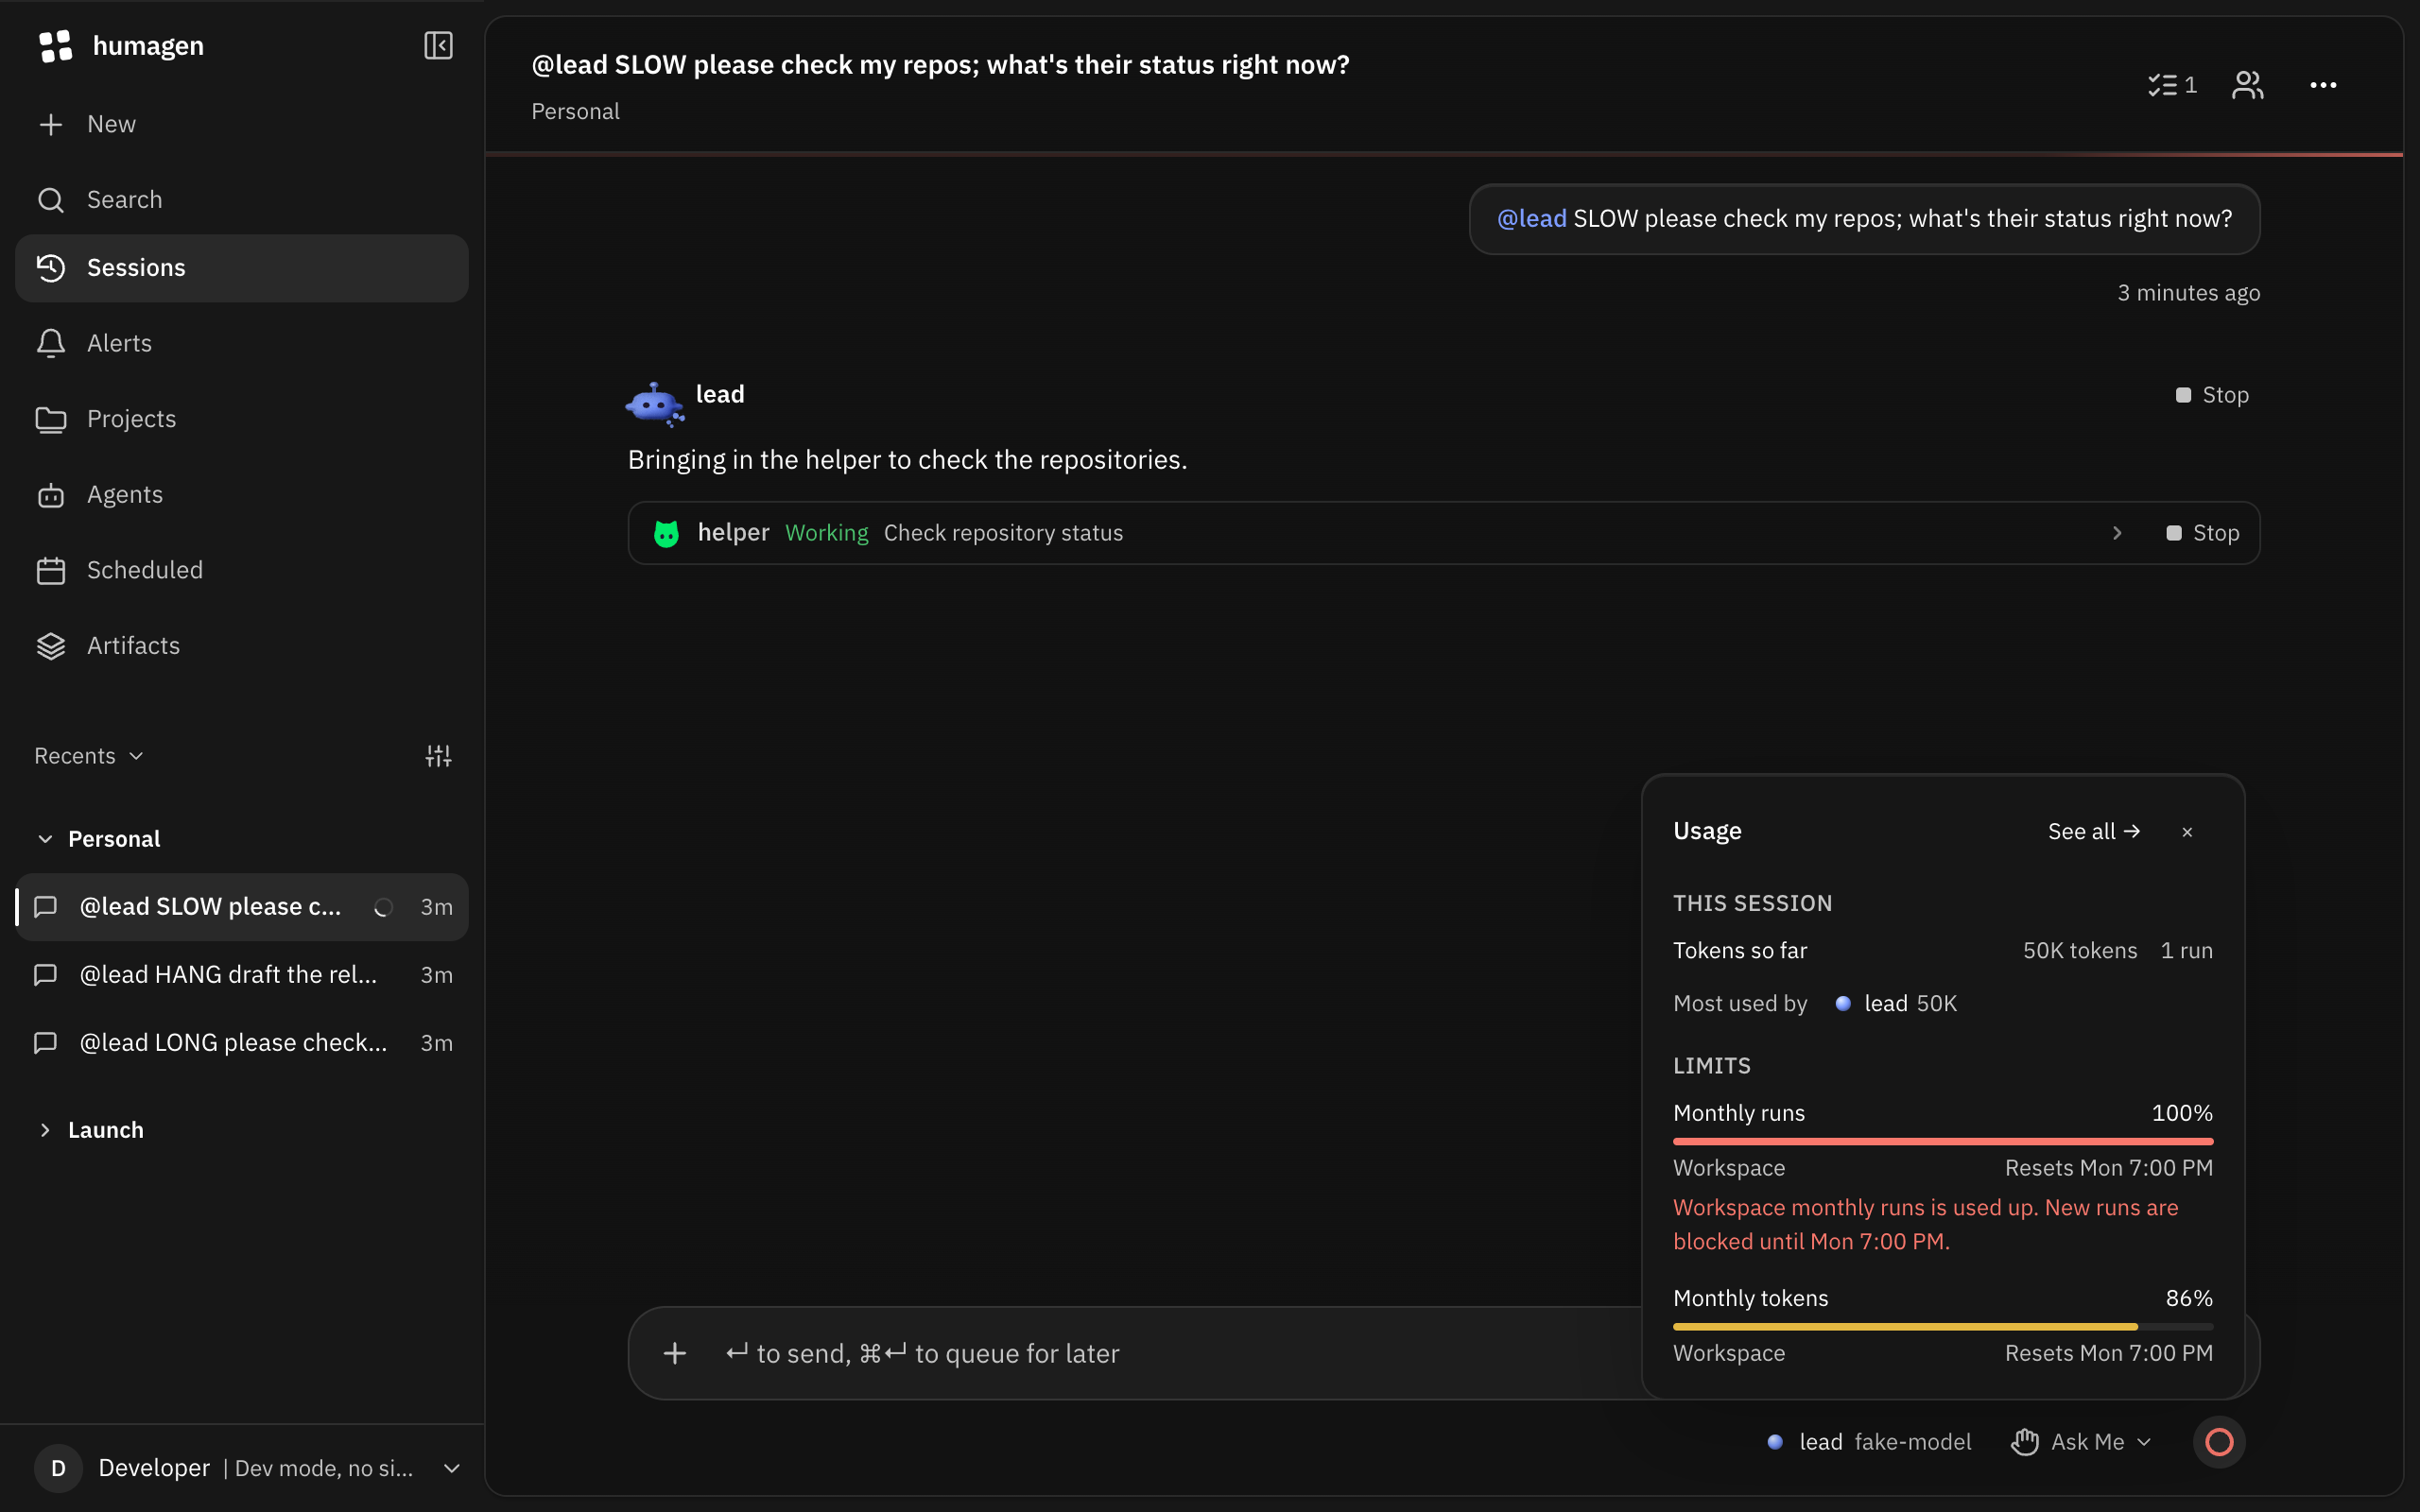 humagen
New
Search
Sessions
Alerts
Projects
Agents
Scheduled
Artifacts
Recents
Personal
@lead SLOW please c... 3m
@lead HANG draft the rel... 3m
@lead LONG please check... 3m
Launch
D Developer | Dev mode, no si...
@lead SLOW please check my repos; what's their status right now?
Personal
1
@lead SLOW please check my repos; what's their status right now?
3 minutes ago
lead
Stop
Bringing in the helper to check the repositories.
helper Working Check repository status
Stop
Usage
See all →
×
THIS SESSION
Tokens so far 50K tokens 1 run
Most used by lead 50K
LIMITS
Monthly runs 100%
Workspace Resets Mon 7:00 PM
Workspace monthly runs is used up. New runs are
blocked until Mon 7:00 PM.
Monthly tokens 86%
Workspace Resets Mon 7:00 PM
↵ to send, ⌘↵ to queue for later
lead fake-model Ask Me